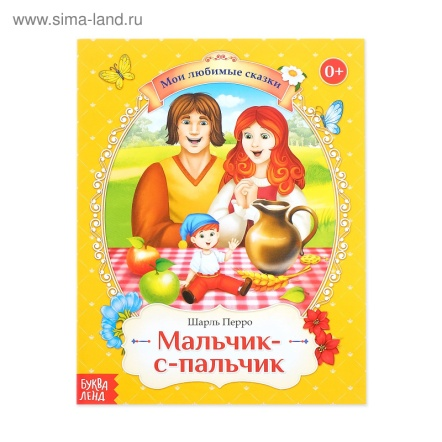 www.sima-land.ru
Мои любимые сказки
0+
Шарль Перро
Мальчик-
с-пальчик
БУКВА
ЛЕНД